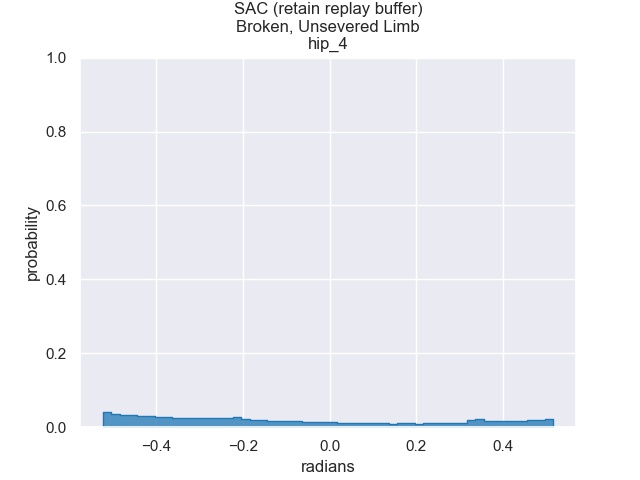 SAC (retain replay buffer)
Broken, Unsevered Limb
hip_4
1.0
0.8
0.6
0.4
0.2
0.0
probability
−0.4
−0.2
0.0
0.2
0.4
radians